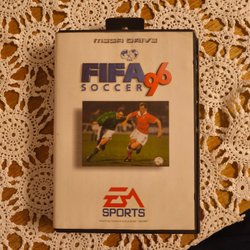 MEGA DRIVE
FIFA
SOCCER 96
EA
SPORTS